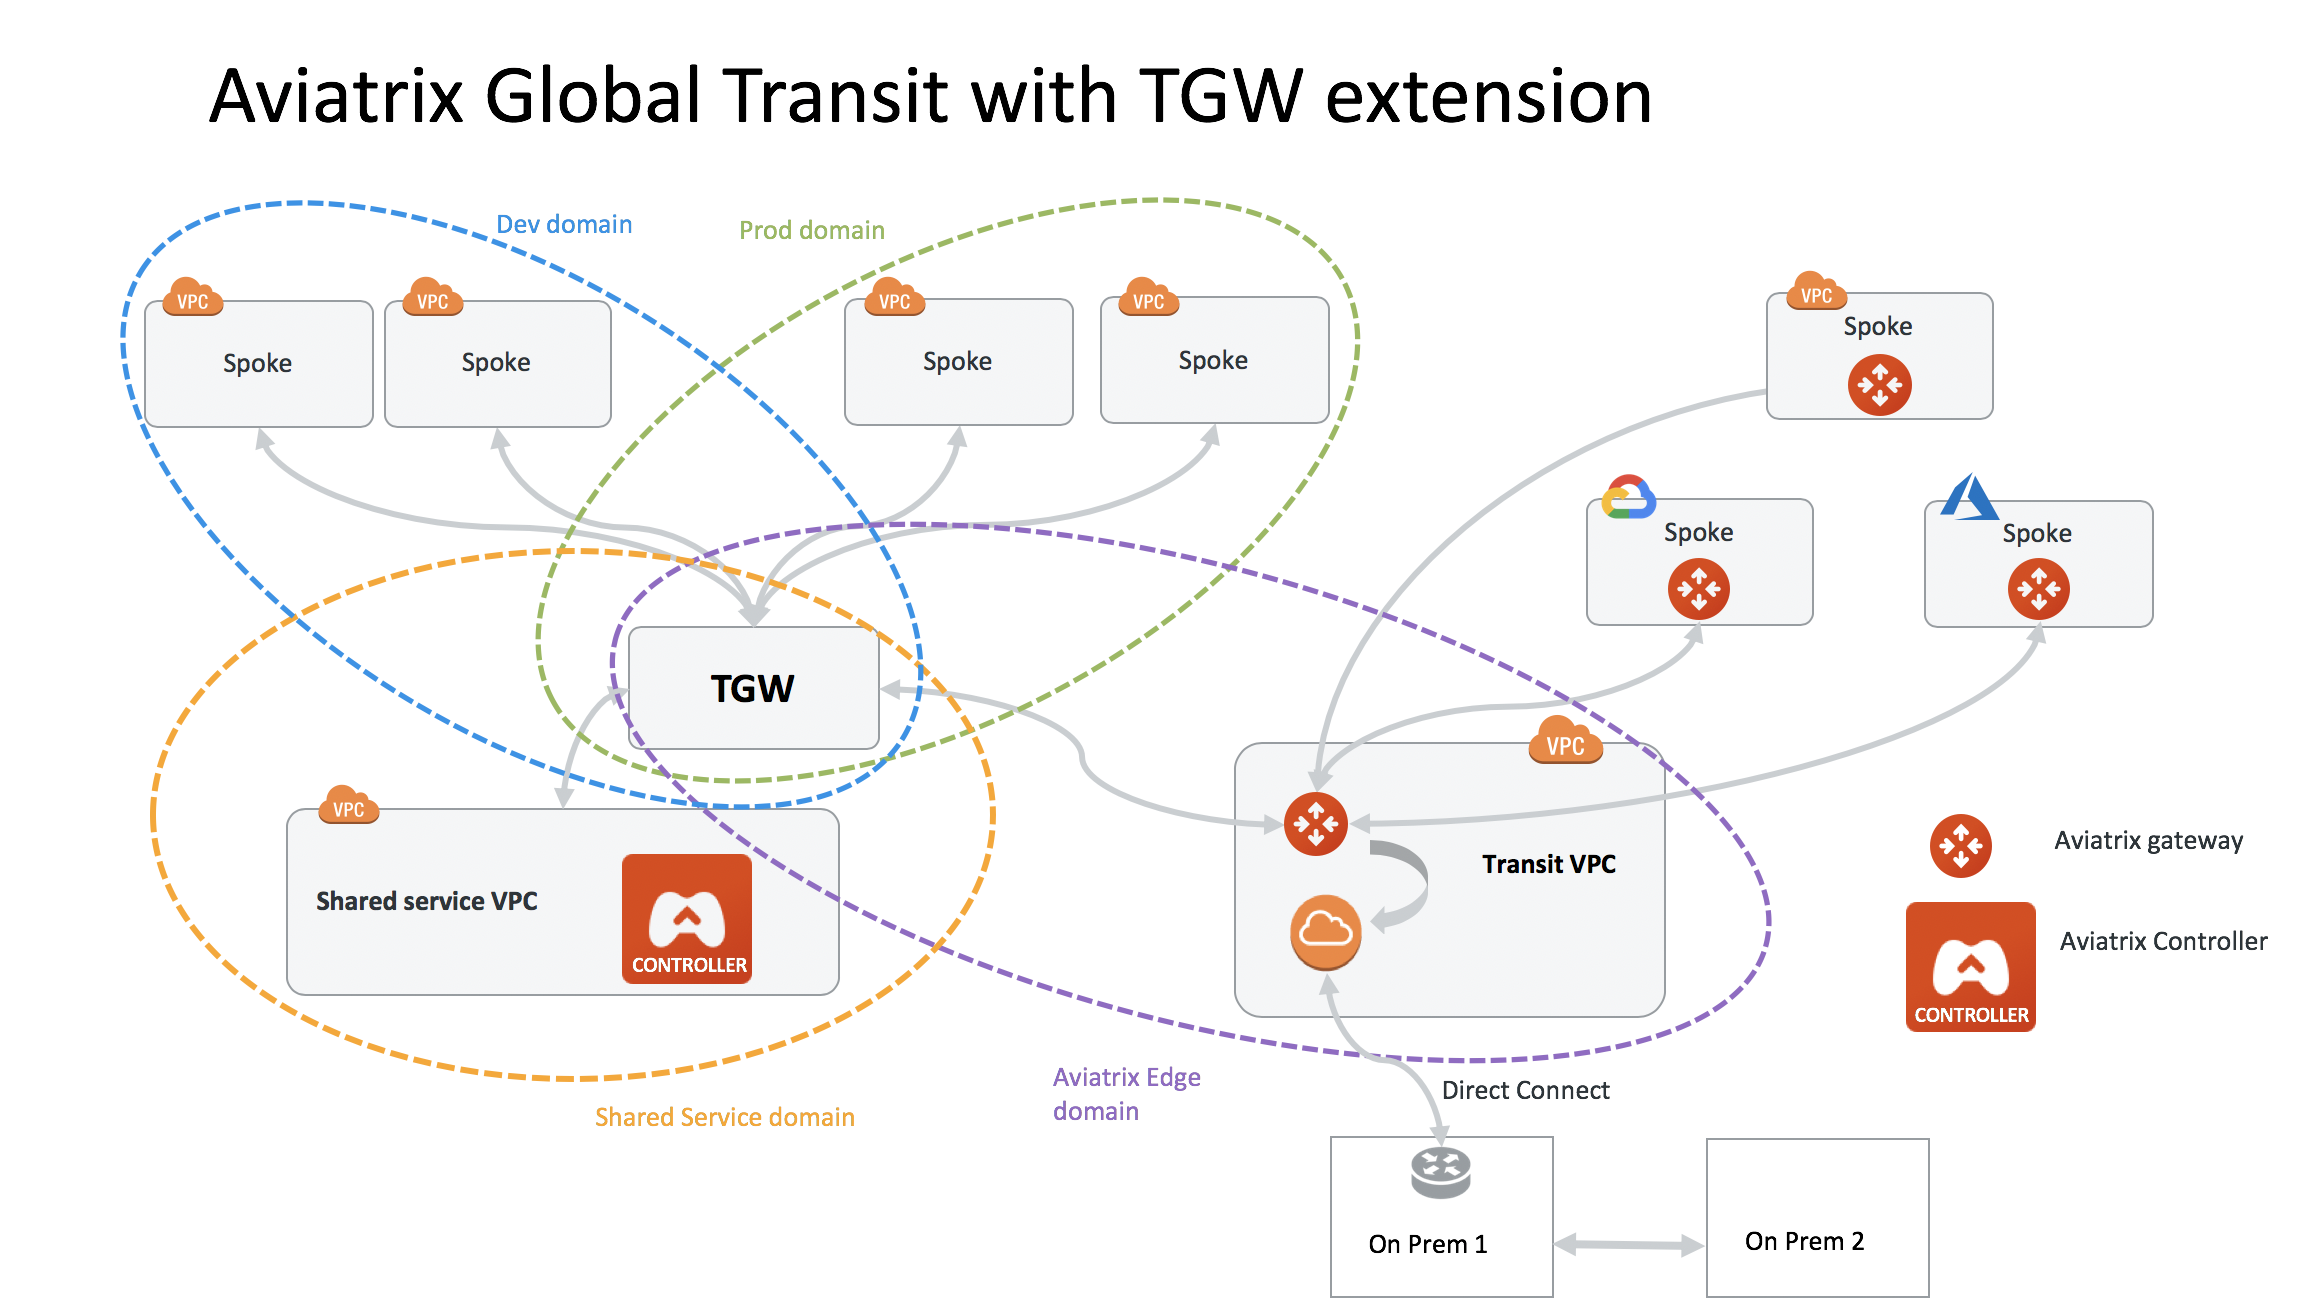 Aviatrix Global Transit with TGW extension
Dev domain
Prod domain
VPC
Spoke
VPC
Spoke
VPC
Spoke
VPC
Spoke
VPC
Spoke
Spoke
Spoke
TGW
VPC
Shared service VPC
CONTROLLER
VPC
Transit VPC
Aviatrix gateway
Aviatrix Controller
CONTROLLER
Shared Service domain
Aviatrix Edge
domain
Direct Connect
On Prem 1
On Prem 2